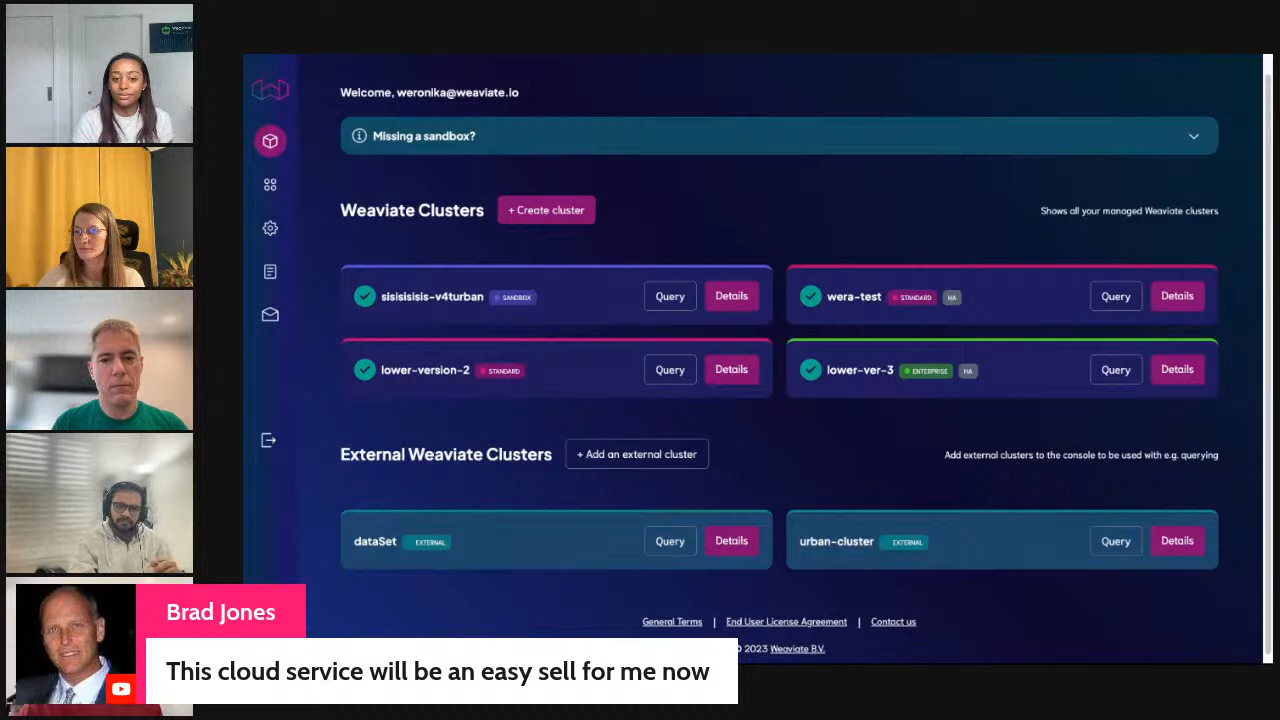 Welcome, weronika@weaviate.io
Missing a sandbox?
Weaviate Clusters
+ Create cluster
Shows all your managed Weaviate clusters
sisisisisis-v4turban SANDBOX Query Details
wera-test STANDARD HA Query Details
lower-version-2 STANDARD Query Details
lower-ver-3 ENTERPRISE HA Query Details
External Weaviate Clusters
+ Add an external cluster
Add external clusters to the console to be used with e.g. querying
dataSet EXTERNAL Query Details
urban-cluster EXTERNAL Query Details
General Terms | End User License Agreement | Contact us
2023 Weaviate B.V.
Brad Jones
This cloud service will be an easy sell for me now